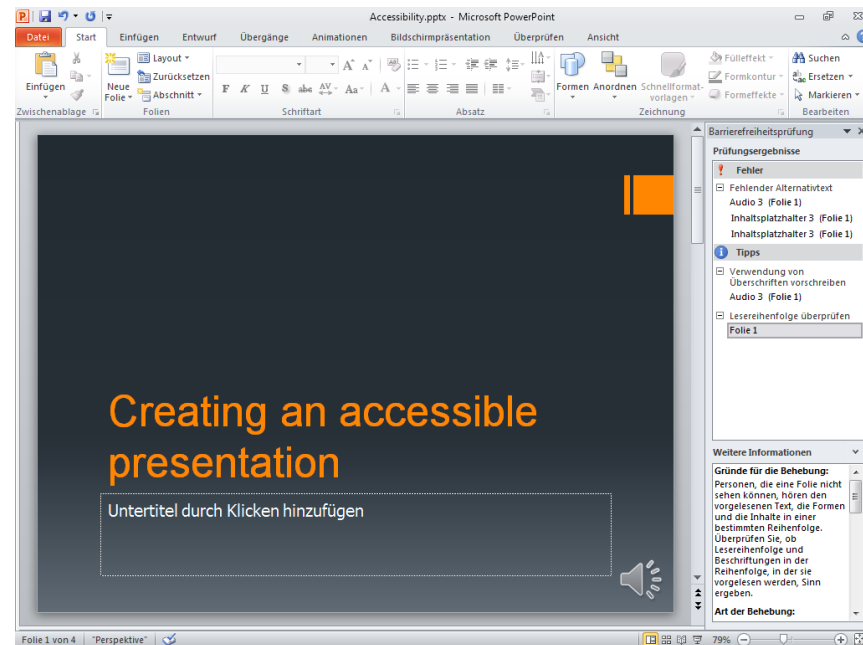 Accessibility.pptx - Microsoft PowerPoint
Datei Start Einfügen Entwurf Übergänge Animationen Bildschirmpräsentation Überprüfen Ansicht
Einfügen
Zwischenablage
Neue Folie
Layout
Zurücksetzen
Abschnitt
Folien
F K U S abc AV Aa A
Schriftart
Absatz
Formen Anordnen Schnellformat-
vorlagen
Fülleffekt
Formkontur
Formeffekte
Zeichnung
Suchen
Ersetzen
Markieren
Bearbeiten
Creating an accessible
presentation
Untertitel durch Klicken hinzufügen
Barrierefreiheitsprüfung
Prüfungsergebnisse
Fehler
Fehlender Alternativtext
Audio 3 (Folie 1)
Inhaltsplatzhalter 3 (Folie 1)
Inhaltsplatzhalter 3 (Folie 1)
Tipps
Verwendung von
Überschriften vorschreiben
Audio 3 (Folie 1)
Lesereihenfolge überprüfen
Folie 1
Weitere Informationen
Gründe für die Behebung:
Personen, die eine Folie nicht
sehen können, hören den
vorgelesenen Text, die Formen
und die Inhalte in einer
bestimmten Reihenfolge.
Überprüfen Sie, ob
Lesereihenfolge und
Beschriftungen in der
Reihenfolge, in der sie
vorgelesen werden, Sinn
ergeben.
Art der Behebung:
Folie 1 von 4 "Perspektive" 79%